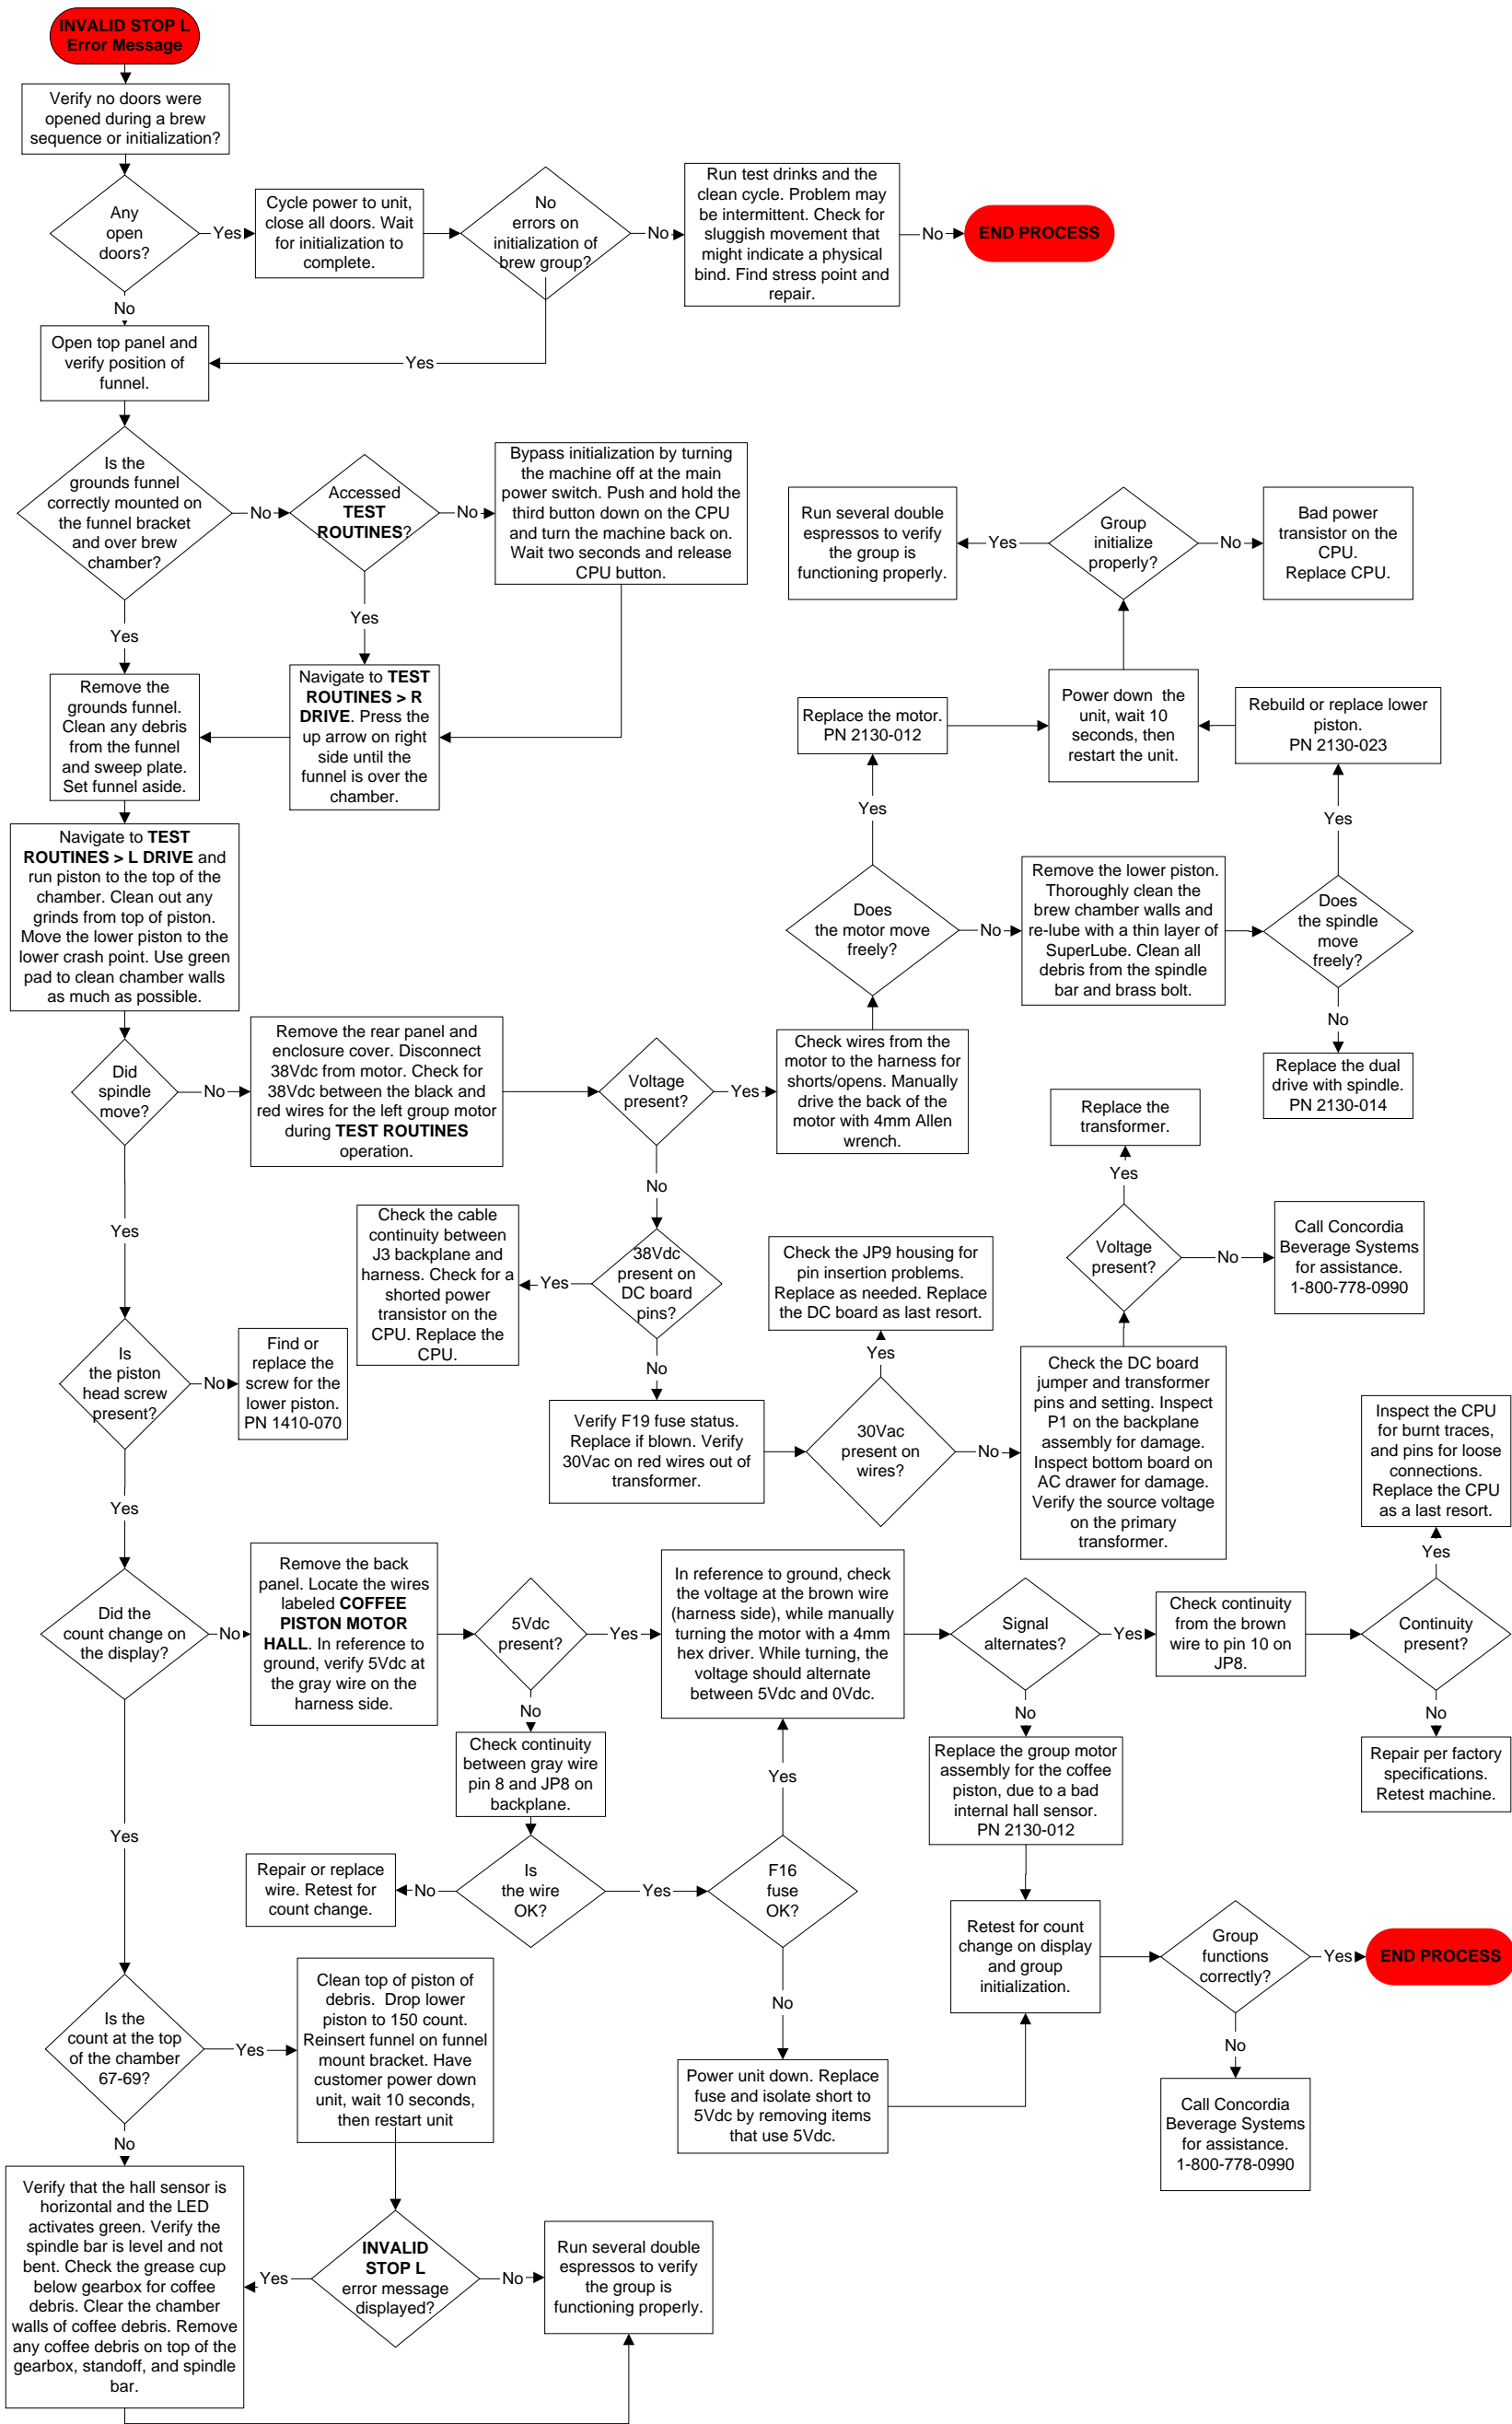 INVALID STOP L
Error Message
Verify no doors were
opened during a brew
sequence or initialization?
Any
open
doors?
Yes
Cycle power to unit,
close all doors. Wait
for initialization to
complete.
No
errors on
initialization of
brew group?
No
Run test drinks and the
clean cycle. Problem may
be intermittent. Check for
sluggish movement that
might indicate a physical
bind. Find stress point and
repair.
No
END PROCESS
No
Open top panel and
verify position of
funnel.
Yes
Is the
grounds funnel
correctly mounted on
the funnel bracket
and over brew
chamber?
No
Accessed
TEST
ROUTINES?
No
Bypass initialization by turning
the machine off at the main
power switch. Push and hold the
third button down on the CPU
and turn the machine back on.
Wait two seconds and release
CPU button.
Run several double
espressos to verify
the group is
functioning properly.
Yes
Group
initialize
properly?
No
Bad power
transistor on the
CPU.
Replace CPU.
Yes
Yes
Remove the
grounds funnel.
Clean any debris
from the funnel
and sweep plate.
Set funnel aside.
Navigate to TEST
ROUTINES > R
DRIVE. Press the
up arrow on right
side until the
funnel is over the
chamber.
Replace the motor.
PN 2130-012
Power down  the
unit, wait 10
seconds, then
restart the unit.
Rebuild or replace lower
piston.
PN 2130-023
Yes
Yes
Navigate to TEST
ROUTINES > L DRIVE and
run piston to the top of the
chamber. Clean out any
grinds from top of piston.
Move the lower piston to the
lower crash point. Use green
pad to clean chamber walls
as much as possible.
Does
the motor move
freely?
No
Remove the lower piston.
Thoroughly clean the
brew chamber walls and
re-lube with a thin layer of
SuperLube. Clean all
debris from the spindle
bar and brass bolt.
Does
the spindle
move
freely?
No
Replace the dual
drive with spindle.
PN 2130-014
Did
spindle
move?
No
Remove the rear panel and
enclosure cover. Disconnect
38Vdc from motor. Check for
38Vdc between the black and
red wires for the left group motor
during TEST ROUTINES
operation.
Voltage
present?
Yes
Check wires from the
motor to the harness for
shorts/opens. Manually
drive the back of the
motor with 4mm Allen
wrench.
Replace the
transformer.
Yes
No
Yes
Check the cable
continuity between
J3 backplane and
harness. Check for a
shorted power
transistor on the
CPU. Replace the
CPU.
Yes
38Vdc
present on
DC board
pins?
Check the JP9 housing for
pin insertion problems.
Replace as needed. Replace
the DC board as last resort.
Voltage
present?
No
Call Concordia
Beverage Systems
for assistance.
1-800-778-0990
Is
the piston
head screw
present?
No
Find or
replace the
screw for the
lower piston.
PN 1410-070
No
Yes
Verify F19 fuse status.
Replace if blown. Verify
30Vac on red wires out of
transformer.
30Vac
present on
wires?
No
Check the DC board
jumper and transformer
pins and setting. Inspect
P1 on the backplane
assembly for damage.
Inspect bottom board on
AC drawer for damage.
Verify the source voltage
on the primary
transformer.
Inspect the CPU
for burnt traces,
and pins for loose
connections.
Replace the CPU
as a last resort.
Yes
Yes
Did the
count change on
the display?
No
Remove the back
panel. Locate the wires
labeled COFFEE
PISTON MOTOR
HALL. In reference to
ground, verify 5Vdc at
the gray wire on the
harness side.
5Vdc
present?
Yes
In reference to ground, check
the voltage at the brown wire
(harness side), while manually
turning the motor with a 4mm
hex driver. While turning, the
voltage should alternate
between 5Vdc and 0Vdc.
Signal
alternates?
Yes
Check continuity
from the brown
wire to pin 10 on
JP8.
Continuity
present?
No
No
No
Check continuity
between gray wire
pin 8 and JP8 on
backplane.
Yes
Replace the group motor
assembly for the coffee
piston, due to a bad
internal hall sensor.
PN 2130-012
Repair per factory
specifications.
Retest machine.
Yes
Repair or replace
wire. Retest for
count change.
No
Is
the wire
OK?
Yes
F16
fuse
OK?
Retest for count
change on display
and group
initialization.
Group
functions
correctly?
Yes
END PROCESS
Is the
count at the top
of the chamber
67-69?
Yes
Clean top of piston of
debris.  Drop lower
piston to 150 count.
Reinsert funnel on funnel
mount bracket. Have
customer power down
unit, wait 10 seconds,
then restart unit
No
No
Power unit down. Replace
fuse and isolate short to
5Vdc by removing items
that use 5Vdc.
Call Concordia
Beverage Systems
for assistance.
1-800-778-0990
No
Verify that the hall sensor is
horizontal and the LED
activates green. Verify the
spindle bar is level and not
bent. Check the grease cup
below gearbox for coffee
debris. Clear the chamber
walls of coffee debris. Remove
any coffee debris on top of the
gearbox, standoff, and spindle
bar.
Yes
INVALID
STOP L
error message
displayed?
No
Run several double
espressos to verify
the group is
functioning properly.